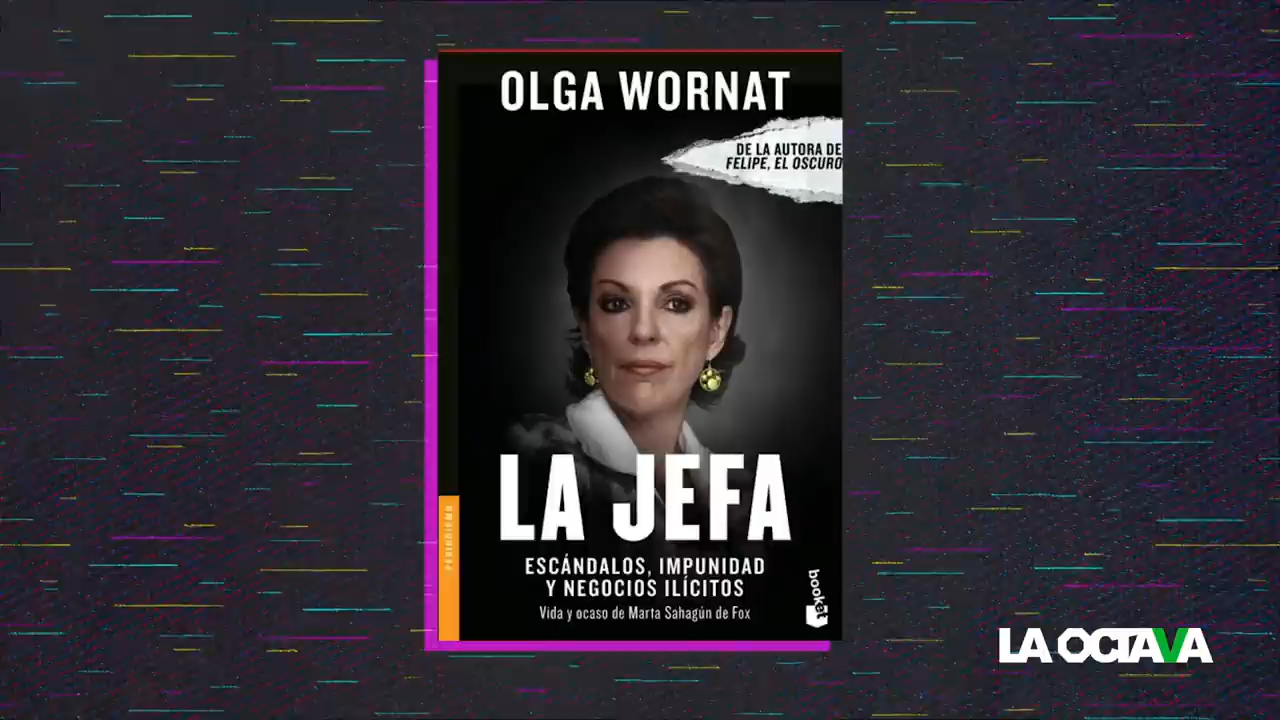 OLGA WORNAT
DE LA AUTORA DE
FELIPE, EL OSCURO
LA JEFA
PERIODISMO
ESCÁNDALOS, IMPUNIDAD
Y NEGOCIOS ILÍCITOS
Vida y ocaso de Marta Sahagún de Fox
booket
LA OCTAVA